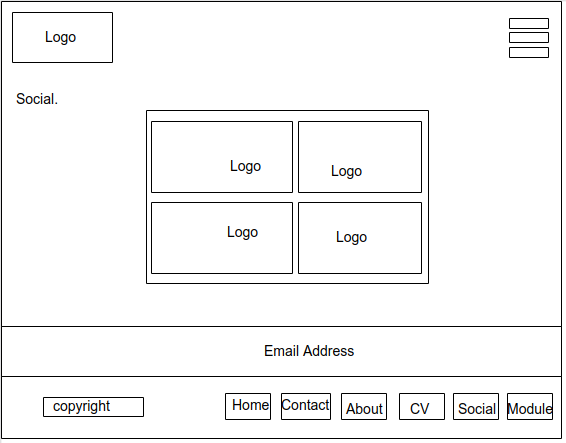 Logo
Social.
Logo
Logo
Logo
Logo
Email Address
copyright
Home
Contact
About
CV
Social
Module